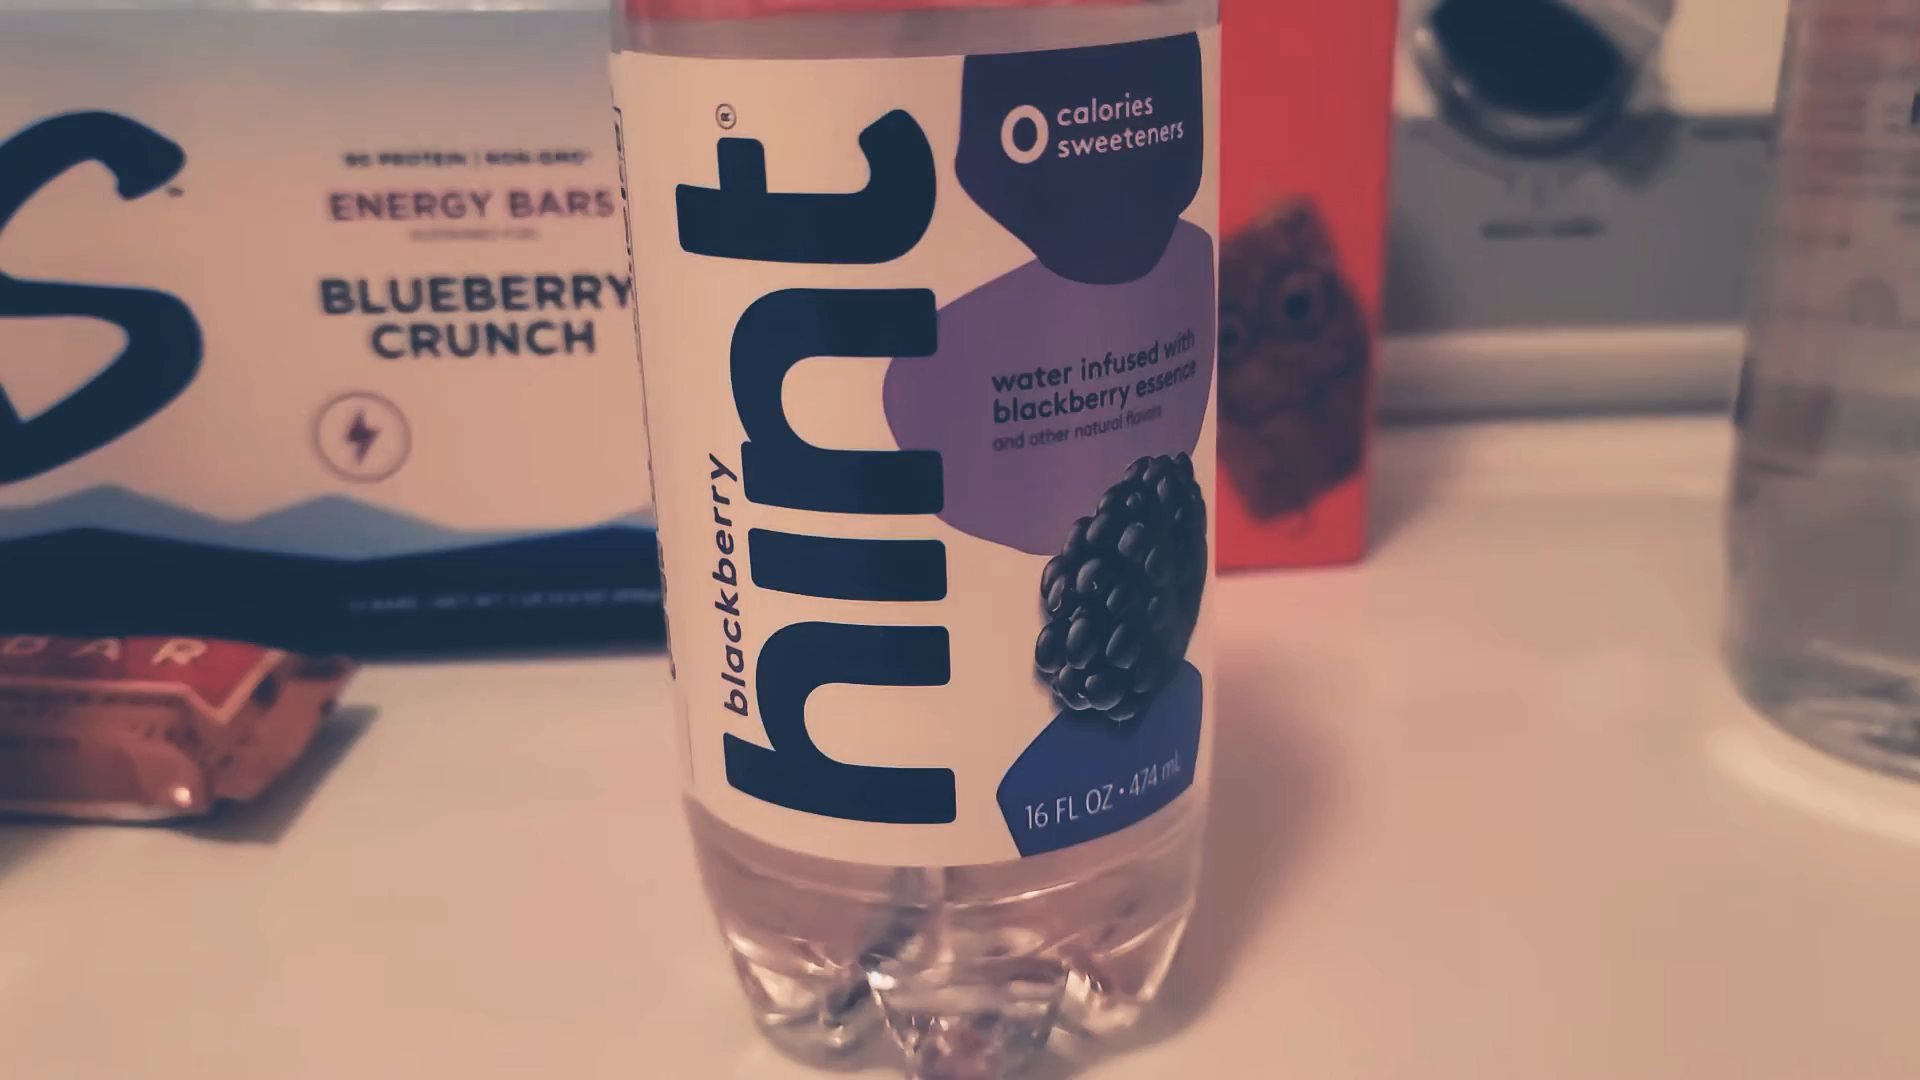 ENERGY BARS
BLUEBERRY
CRUNCH
BAR
hint®
blackberry
0 calories
sweeteners
water infused with
blackberry essence
and other natural flavors
16 FL OZ • 474 mL